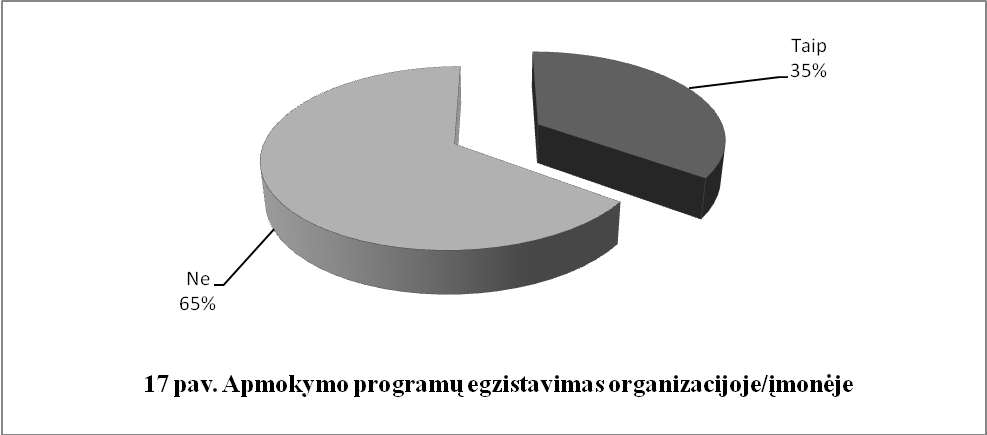 Taip
35%
Ne
65%
17 pav. Apmokymo programų egzistavimas organizacijoje/įmonėje